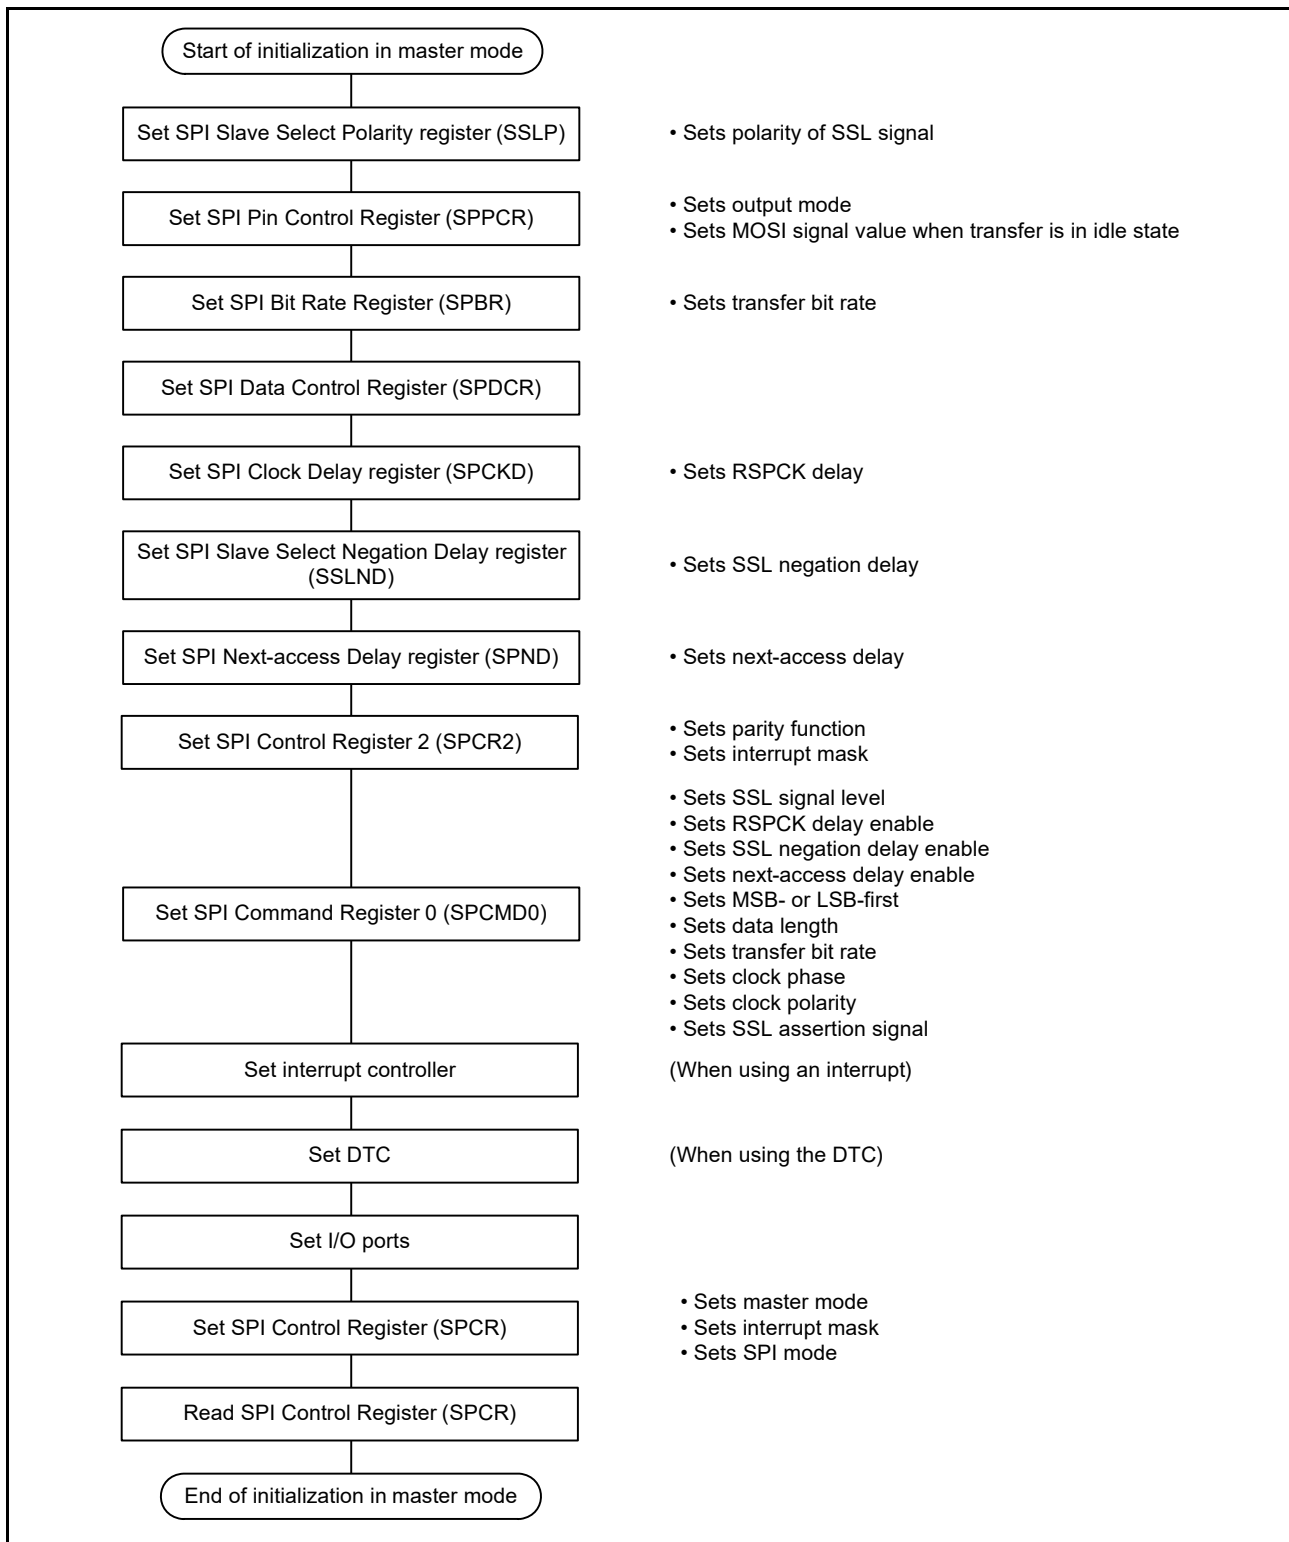 Start of initialization in master mode
Set SPI Slave Select Polarity register (SSLP)
• Sets polarity of SSL signal
Set SPI Pin Control Register (SPPCR)
• Sets output mode
• Sets MOSI signal value when transfer is in idle state
Set SPI Bit Rate Register (SPBR)
• Sets transfer bit rate
Set SPI Data Control Register (SPDCR)
Set SPI Clock Delay register (SPCKD)
• Sets RSPCK delay
Set SPI Slave Select Negation Delay register
(SSLND)
• Sets SSL negation delay
Set SPI Next-access Delay register (SPND)
• Sets next-access delay
Set SPI Control Register 2 (SPCR2)
• Sets parity function
• Sets interrupt mask
Set SPI Command Register 0 (SPCMD0)
• Sets SSL signal level
• Sets RSPCK delay enable
• Sets SSL negation delay enable
• Sets next-access delay enable
• Sets MSB- or LSB-first
• Sets data length
• Sets transfer bit rate
• Sets clock phase
• Sets clock polarity
• Sets SSL assertion signal
Set interrupt controller
(When using an interrupt)
Set DTC
(When using the DTC)
Set I/O ports
Set SPI Control Register (SPCR)
• Sets master mode
• Sets interrupt mask
• Sets SPI mode
Read SPI Control Register (SPCR)
End of initialization in master mode